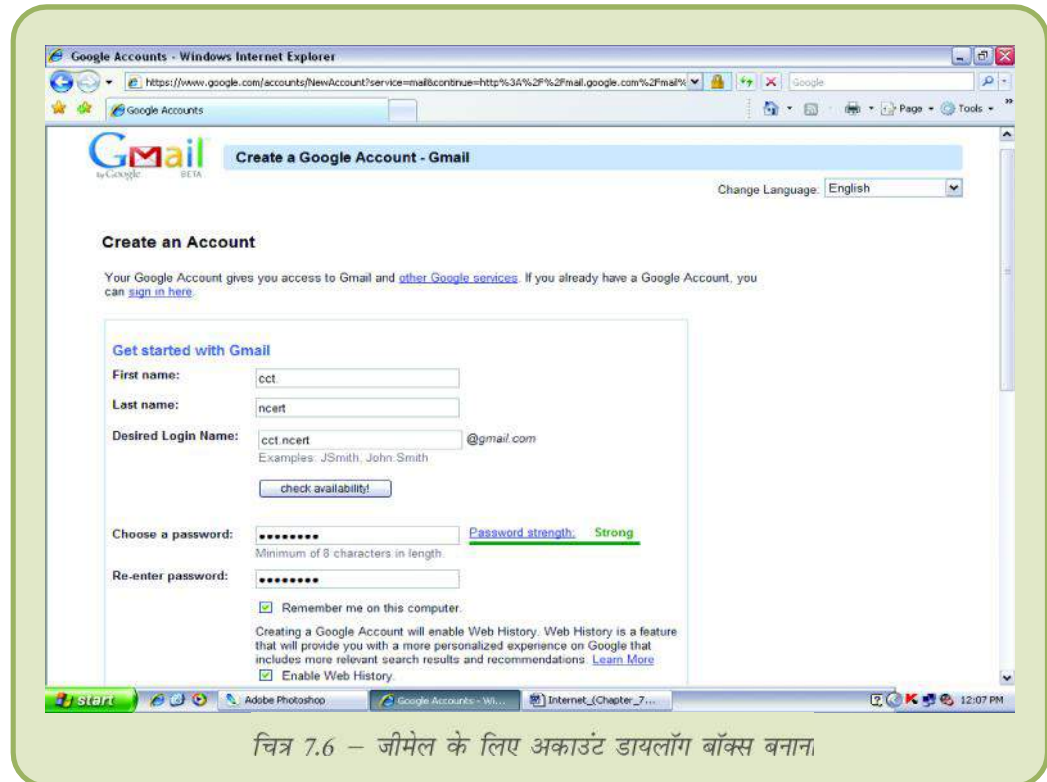 Google Accounts - Windows Internet Explorer
https://www.google.com/accounts/NewAccount?service=mail&continue=http%3A%2F%2Fmail.google.com%2Fmail% Google
Google Accounts Page Tools
Gmail by Google BETA
Create a Google Account - Gmail
Change Language: English
Create an Account
Your Google Account gives you access to Gmail and other Google services. If you already have a Google Account, you
can sign in here.
Get started with Gmail
First name: cct
Last name: ncert
Desired Login Name: cct.ncert @gmail.com
Examples: JSmith, John.Smith
check availability!
Choose a password: •••••••• Password strength: Strong
Minimum of 8 characters in length.
Re-enter password: ••••••••
Remember me on this computer.
Creating a Google Account will enable Web History. Web History is a feature
that will provide you with a more personalized experience on Google that
includes more relevant search results and recommendations. Learn More
Enable Web History.
start Adobe Photoshop Google Accounts - Wi... Internet_(Chapter_7... 12:07 PM
चित्र 7.6 – जीमेल के लिए अकाउंट डायलॉग बॉक्स बनाना